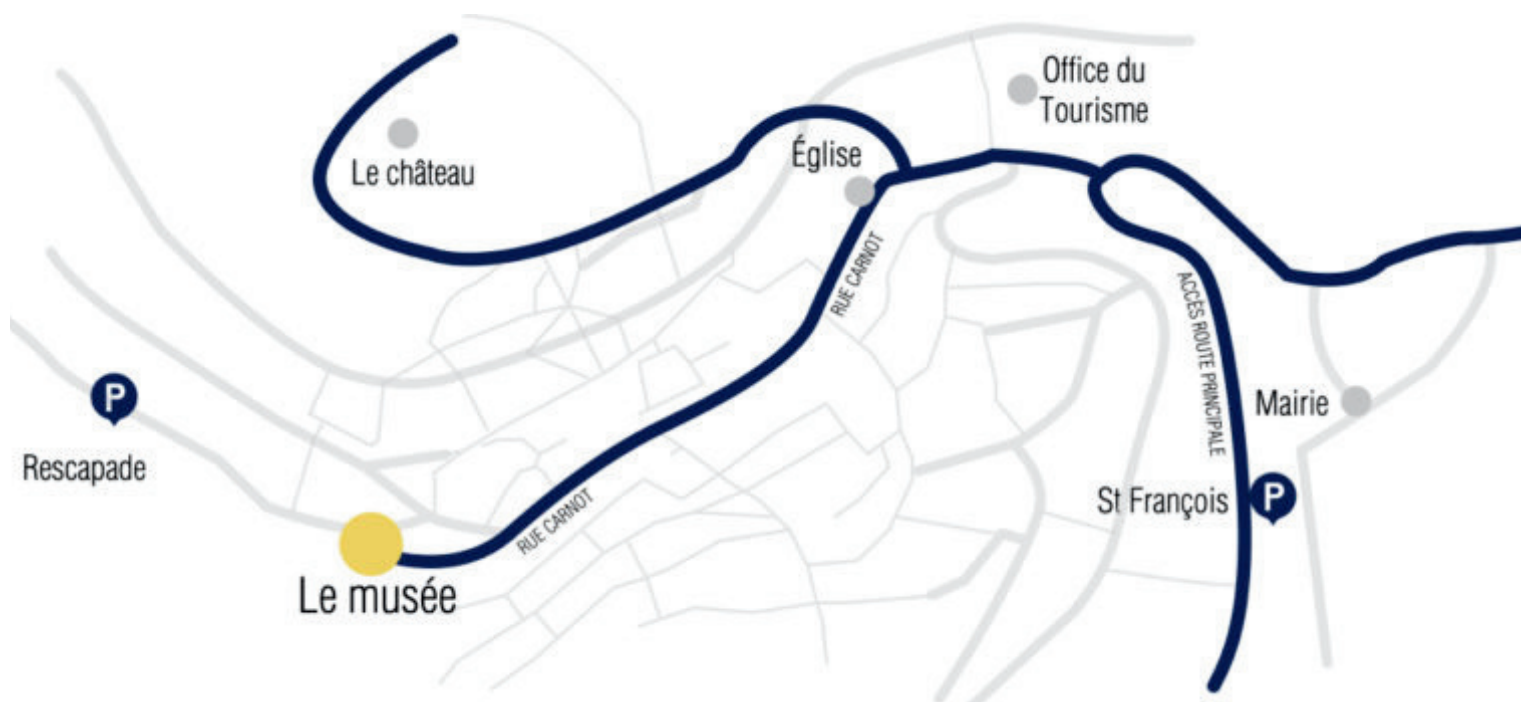 Office du
Tourisme
Église
Le château
RUE CARNOT
ACCÈS ROUTE PRINCIPALE
P
Mairie
Rescapade
P
St François
RUE CARNOT
Le musée